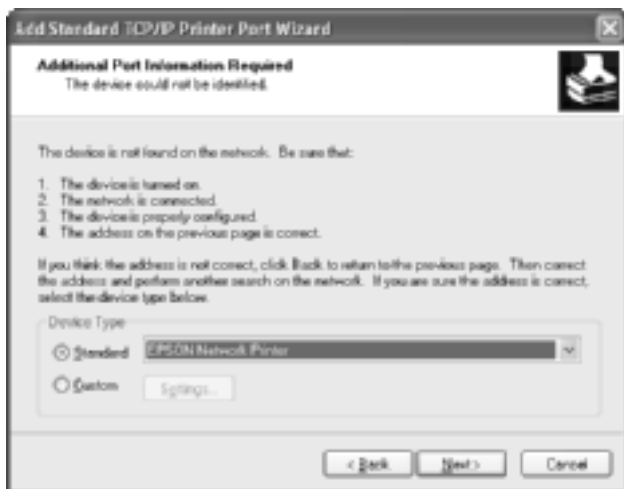 Add Standard TCP/IP Printer Port Wizard
Additional Port Information Required
The device could not be identified.
The device is not found on the network. Be sure that:
1. The device is turned on.
2. The network is connected.
3. The device is properly configured.
4. The address on the previous page is correct.
If you think the address is not correct, click Back to return to the previous page. Then correct
the address and perform another search on the network. If you are sure the address is correct,
select the device type below.
Device Type
Standard EPSON Network Printer
Custom Settings...
< Back Next > Cancel